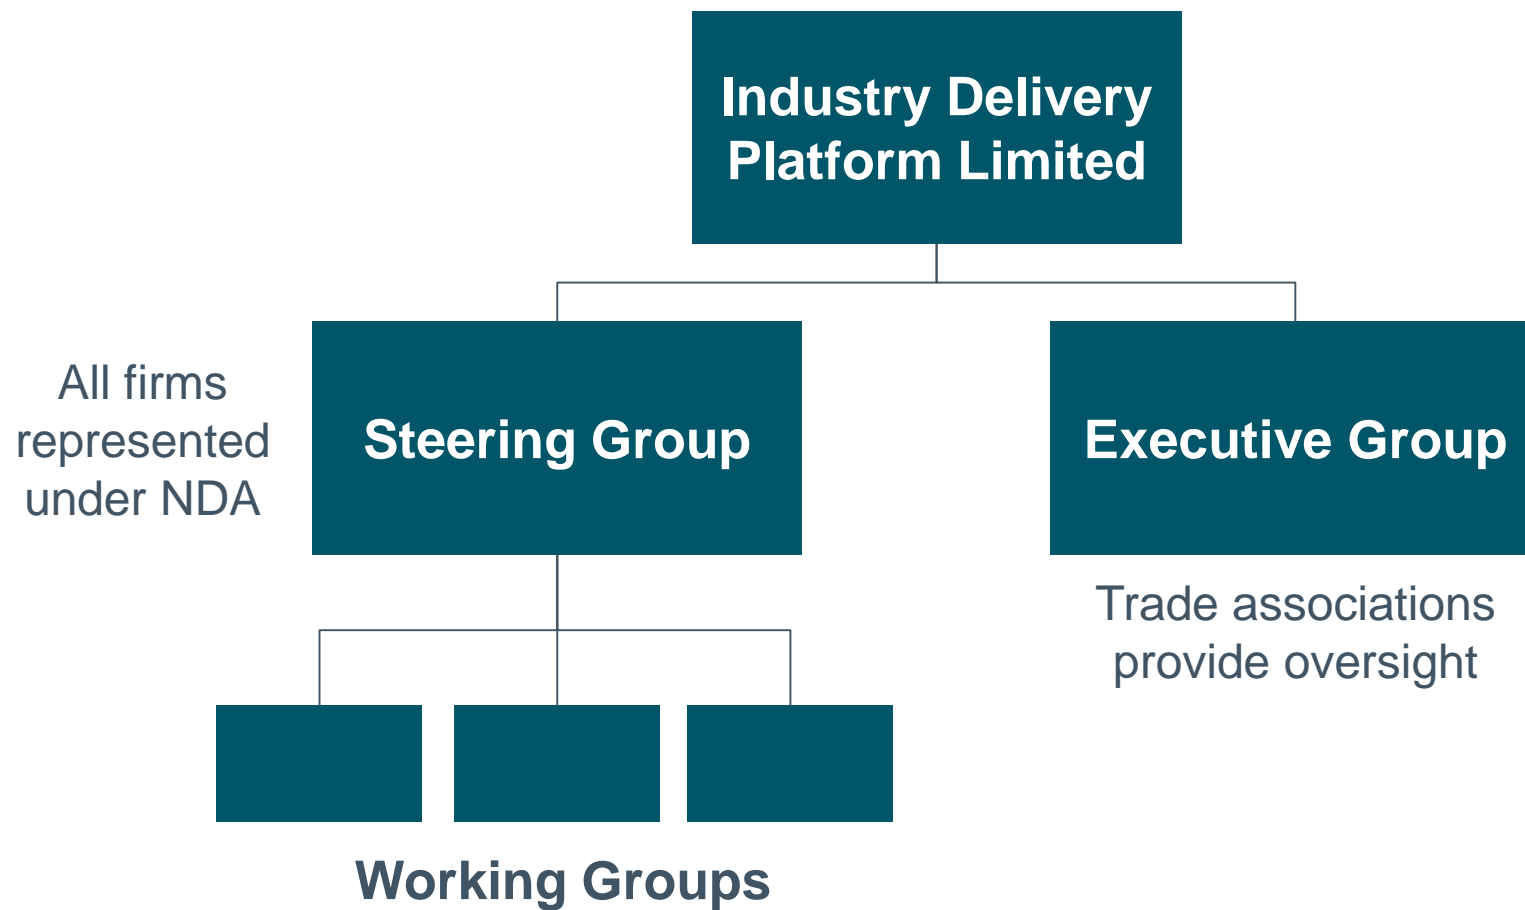 Industry Delivery
Platform Limited
All firms
represented
under NDA
Steering Group
Executive Group
Trade associations
provide oversight
Working Groups